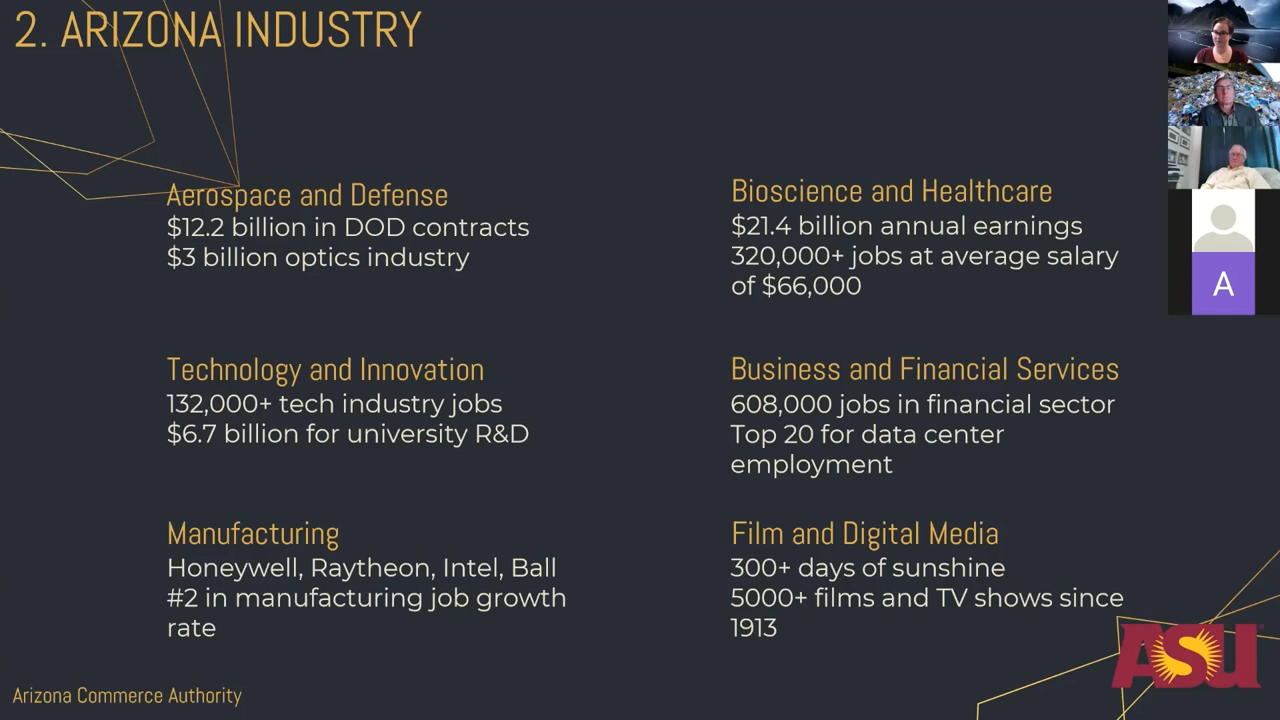 2. ARIZONA INDUSTRY
Aerospace and Defense
$12.2 billion in DOD contracts
$3 billion optics industry
Bioscience and Healthcare
$21.4 billion annual earnings
320,000+ jobs at average salary
of $66,000
Technology and Innovation
132,000+ tech industry jobs
$6.7 billion for university R&D
Business and Financial Services
608,000 jobs in financial sector
Top 20 for data center
employment
Manufacturing
Honeywell, Raytheon, Intel, Ball
#2 in manufacturing job growth
rate
Film and Digital Media
300+ days of sunshine
5000+ films and TV shows since
1913
Arizona Commerce Authority
ASU
A